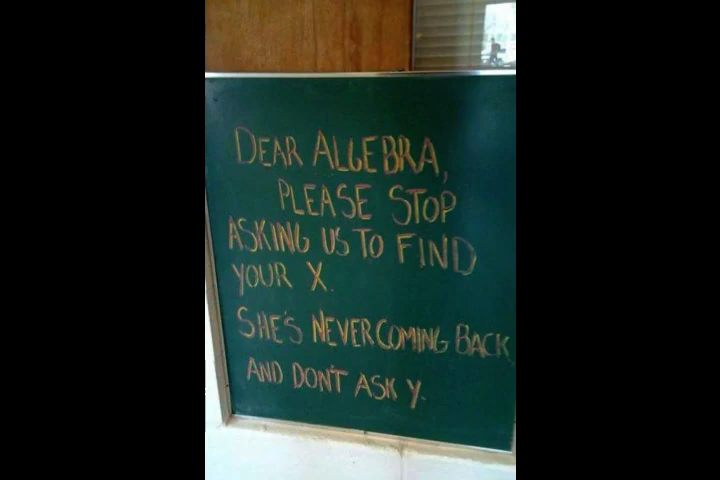 DEAR ALGEBRA,
PLEASE STOP
ASKING US TO FIND
YOUR X.
SHE'S NEVER COMING BACK
AND DON'T ASK Y.